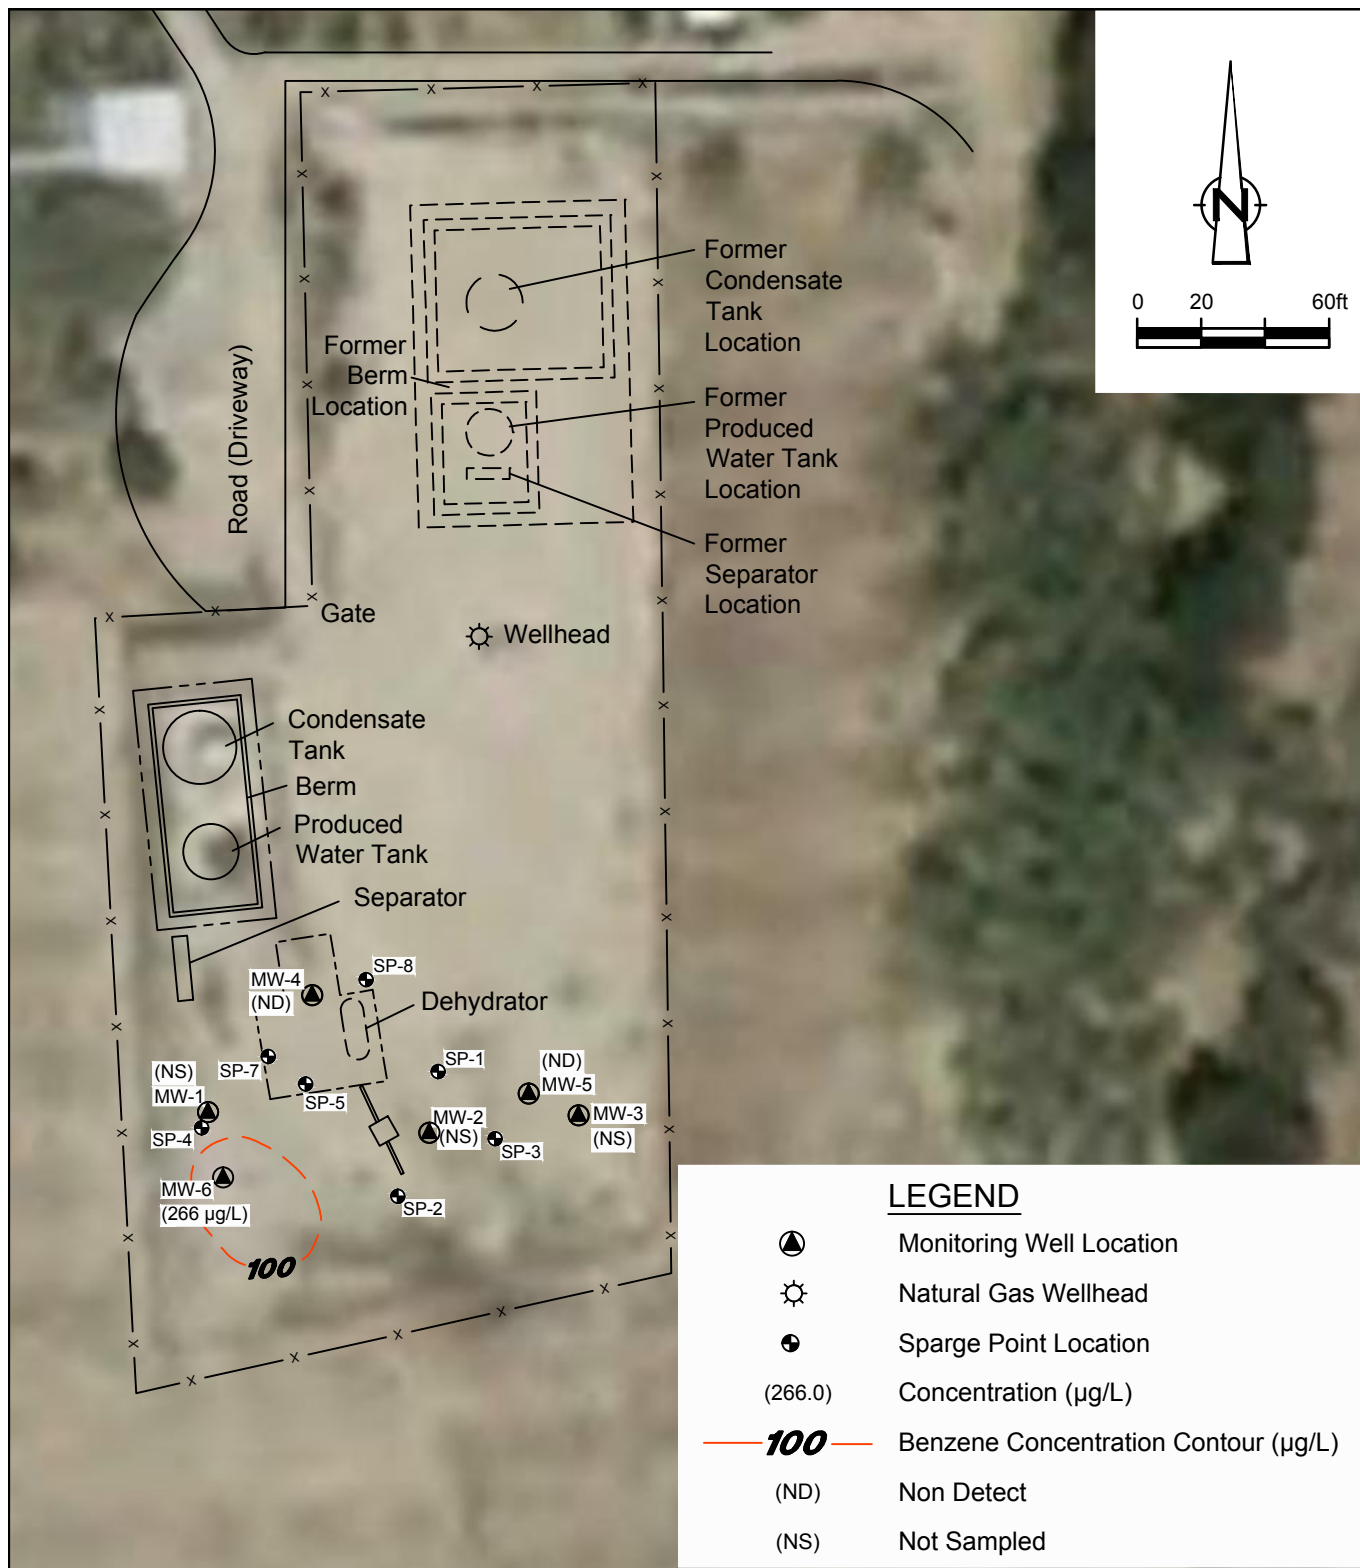 N
0 20 60ft
Former
Condensate
Tank
Location
Former
Berm
Location
Former
Produced
Water Tank
Location
Road (Driveway)
Former
Separator
Location
Gate
Wellhead
Condensate
Tank
Berm
Produced
Water Tank
Separator
SP-8
MW-4
(ND)
Dehydrator
SP-7
SP-5
SP-1
(ND)
MW-5
(NS)
MW-1
SP-4
MW-2
(NS)
SP-3
MW-3
(NS)
MW-6
(266 µg/L)
SP-2
100
LEGEND
Monitoring Well Location
Natural Gas Wellhead
Sparge Point Location
(266.0) Concentration (µg/L)
100 Benzene Concentration Contour (µg/L)
(ND) Non Detect
(NS) Not Sampled